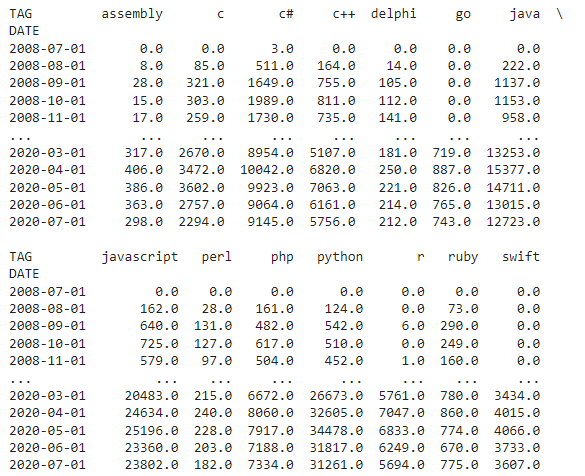 TAG         assembly       c       c#     c++  delphi     go     java  \
DATE
2008-07-01       0.0     0.0      3.0     0.0     0.0    0.0      0.0
2008-08-01       8.0    85.0    511.0   164.0    14.0    0.0    222.0
2008-09-01      28.0   321.0   1649.0   755.0   105.0    0.0   1137.0
2008-10-01      15.0   303.0   1989.0   811.0   112.0    0.0   1153.0
2008-11-01      17.0   259.0   1730.0   735.0   141.0    0.0    958.0
...              ...     ...      ...     ...     ...    ...      ...
2020-03-01     317.0  2670.0   8954.0  5107.0   181.0  719.0  13253.0
2020-04-01     406.0  3472.0  10042.0  6820.0   250.0  887.0  15377.0
2020-05-01     386.0  3602.0   9923.0  7063.0   221.0  826.0  14711.0
2020-06-01     363.0  2757.0   9064.0  6161.0   214.0  765.0  13015.0
2020-07-01     298.0  2294.0   9145.0  5756.0   212.0  743.0  12723.0

TAG         javascript   perl     php   python       r   ruby   swift
DATE
2008-07-01         0.0    0.0     0.0      0.0     0.0    0.0     0.0
2008-08-01       162.0   28.0   161.0    124.0     0.0   73.0     0.0
2008-09-01       640.0  131.0   482.0    542.0     6.0  290.0     0.0
2008-10-01       725.0  127.0   617.0    510.0     0.0  249.0     0.0
2008-11-01       579.0   97.0   504.0    452.0     1.0  160.0     0.0
...                ...    ...     ...      ...     ...    ...     ...
2020-03-01     20483.0  215.0  6672.0  26673.0  5761.0  780.0  3434.0
2020-04-01     24634.0  240.0  8060.0  32605.0  7047.0  860.0  4015.0
2020-05-01     25196.0  228.0  7917.0  34478.0  6833.0  774.0  4066.0
2020-06-01     23360.0  203.0  7188.0  31817.0  6249.0  670.0  3733.0
2020-07-01     23802.0  182.0  7334.0  31261.0  5694.0  775.0  3607.0